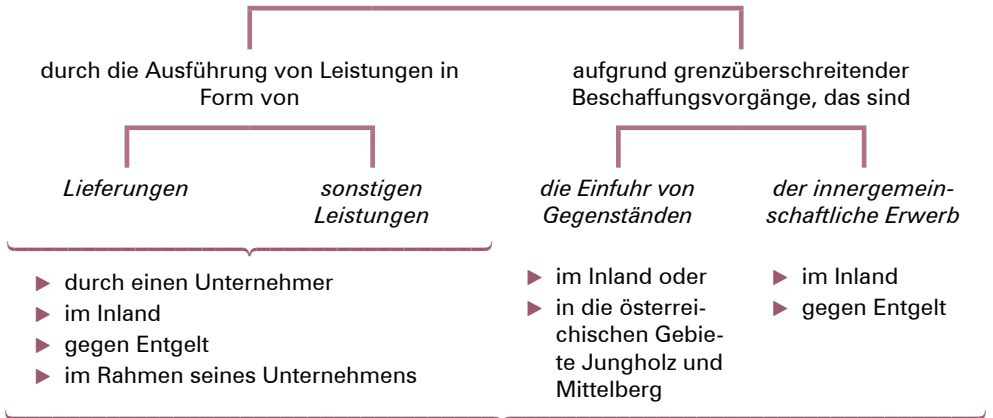 durch die Ausführung von Leistungen in
Form von
aufgrund grenzüberschreitender
Beschaffungsvorgänge, das sind
Lieferungen
sonstigen
Leistungen
die Einfuhr von
Gegenständen
der innergemein-
schaftliche Erwerb
▶ durch einen Unternehmer
▶ im Inland
▶ gegen Entgelt
▶ im Rahmen seines Unternehmens
▶ im Inland oder
▶ in die österrei-
chischen Gebie-
te Jungholz und
Mittelberg
▶ im Inland
▶ gegen Entgelt